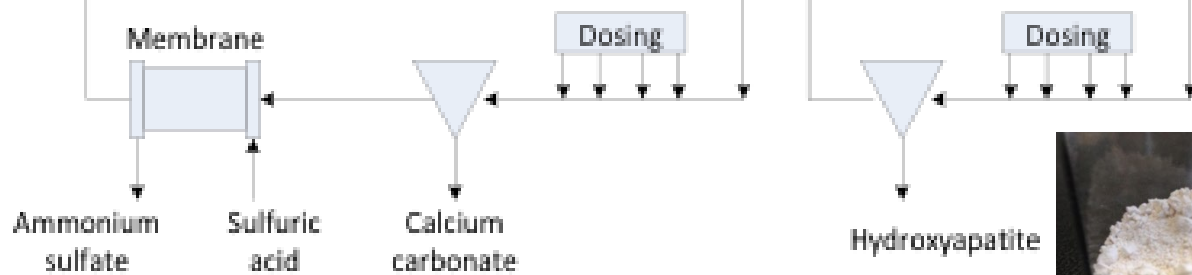 Membrane
Dosing
Dosing
Ammonium
sulfate
Sulfuric
acid
Calcium
carbonate
Hydroxyapatite